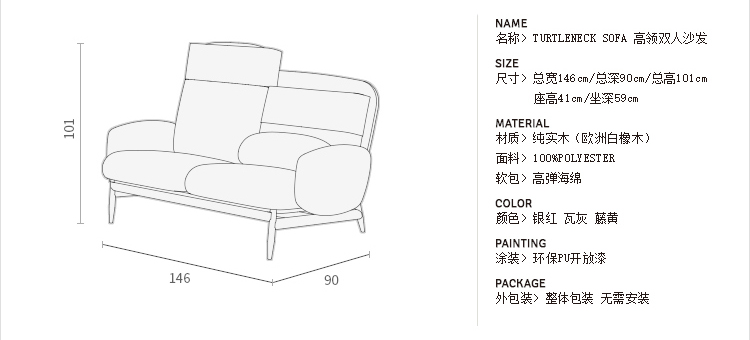 101
146
90
NAME
名称> TURTLENECK SOFA 高领双人沙发
SIZE
尺寸> 总宽146cm/总深90cm/总高101cm
座高41cm/坐深59cm
MATERIAL
材质> 纯实木（欧洲白橡木）
面料> 100%POLYESTER
软包> 高弹海绵
COLOR
颜色> 银红 瓦灰 藤黄
PAINTING
涂装> 环保PU开放漆
PACKAGE
外包装> 整体包装 无需安装